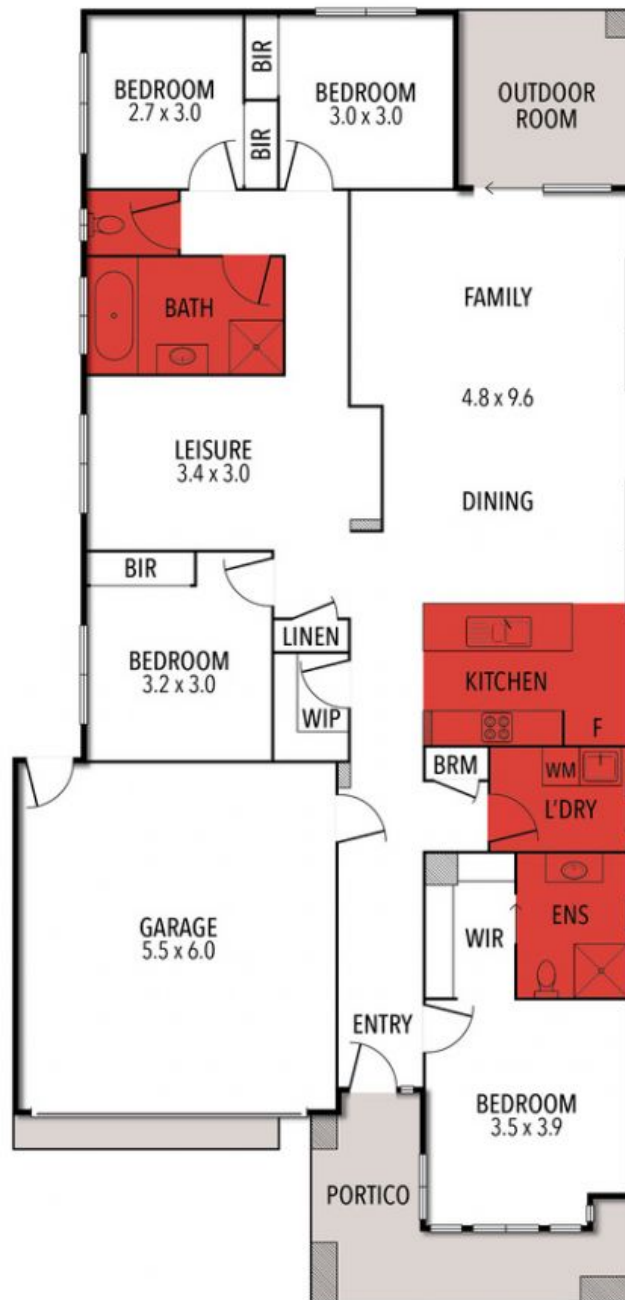 BEDROOM
2.7 x 3.0
BIR
BIR
BEDROOM
3.0 x 3.0
OUTDOOR
ROOM
BATH
FAMILY
4.8 x 9.6
DINING
LEISURE
3.4 x 3.0
BIR
BEDROOM
3.2 x 3.0
LINEN
WIP
KITCHEN
F
BRM
WM
L'DRY
GARAGE
5.5 x 6.0
WIR
ENS
ENTRY
BEDROOM
3.5 x 3.9
PORTICO